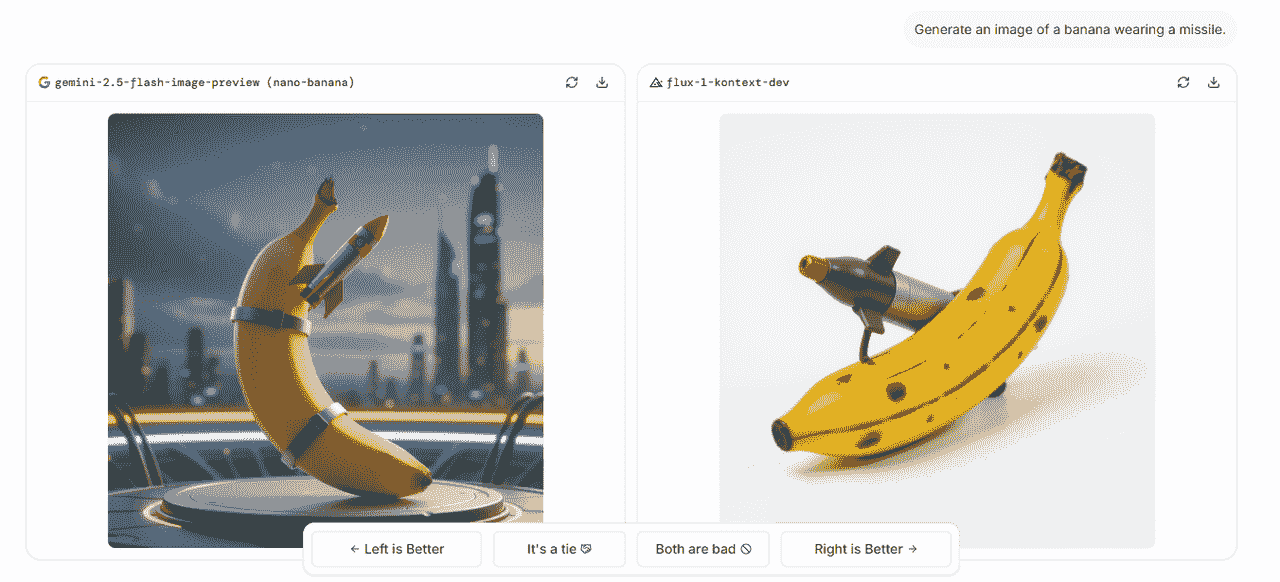 Generate an image of a banana wearing a missile.
gemini-2.5-flash-image-preview (nano-banana)
flux-1-kontext-dev
← Left is Better
It's a tie
Both are bad
Right is Better →